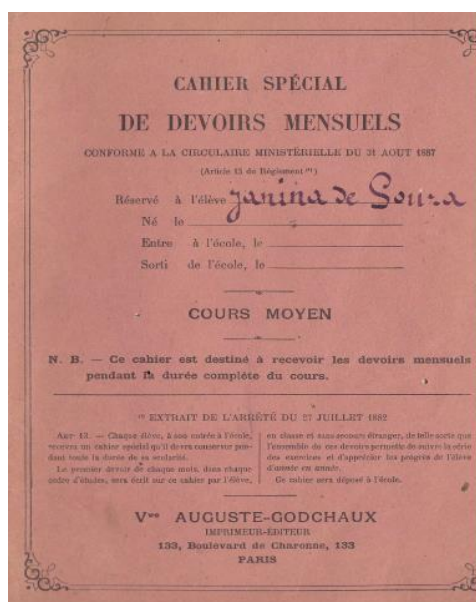 CAHIER SPÉCIAL
DE DEVOIRS MENSUELS
CONFORME A LA CIRCULAIRE MINISTÉRIELLE DU 31 AOUT 1887
(Article 15 du Règlement (1))
Réservé à l'élève Janina de Souza
Né le
Entre à l'école, le
Sorti de l'école, le
COURS MOYEN
N. B. — Ce cahier est destiné à recevoir les devoirs mensuels
pendant la durée complète du cours.
(1) EXTRAIT DE L'ARRÊTÉ DU 27 JUILLET 1882
ART 13. — Chaque élève, à son entrée à l'école,
recevra un cahier spécial qu'il devra conserver pen-
dant toute la durée de sa scolarité.
Le premier devoir de chaque mois, dans chaque
ordre d'études, sera écrit sur ce cahier par l'élève,
en classe et sans secours étranger, de telle sorte que
l'ensemble de ces devoirs permette de suivre la série
des exercices et d'apprécier les progrès de l'élève
d'année en année.
Ce cahier sera déposé à l'école.
Vve AUGUSTE-GODCHAUX
IMPRIMEUR-ÉDITEUR
133, Boulevard de Charonne, 133
PARIS